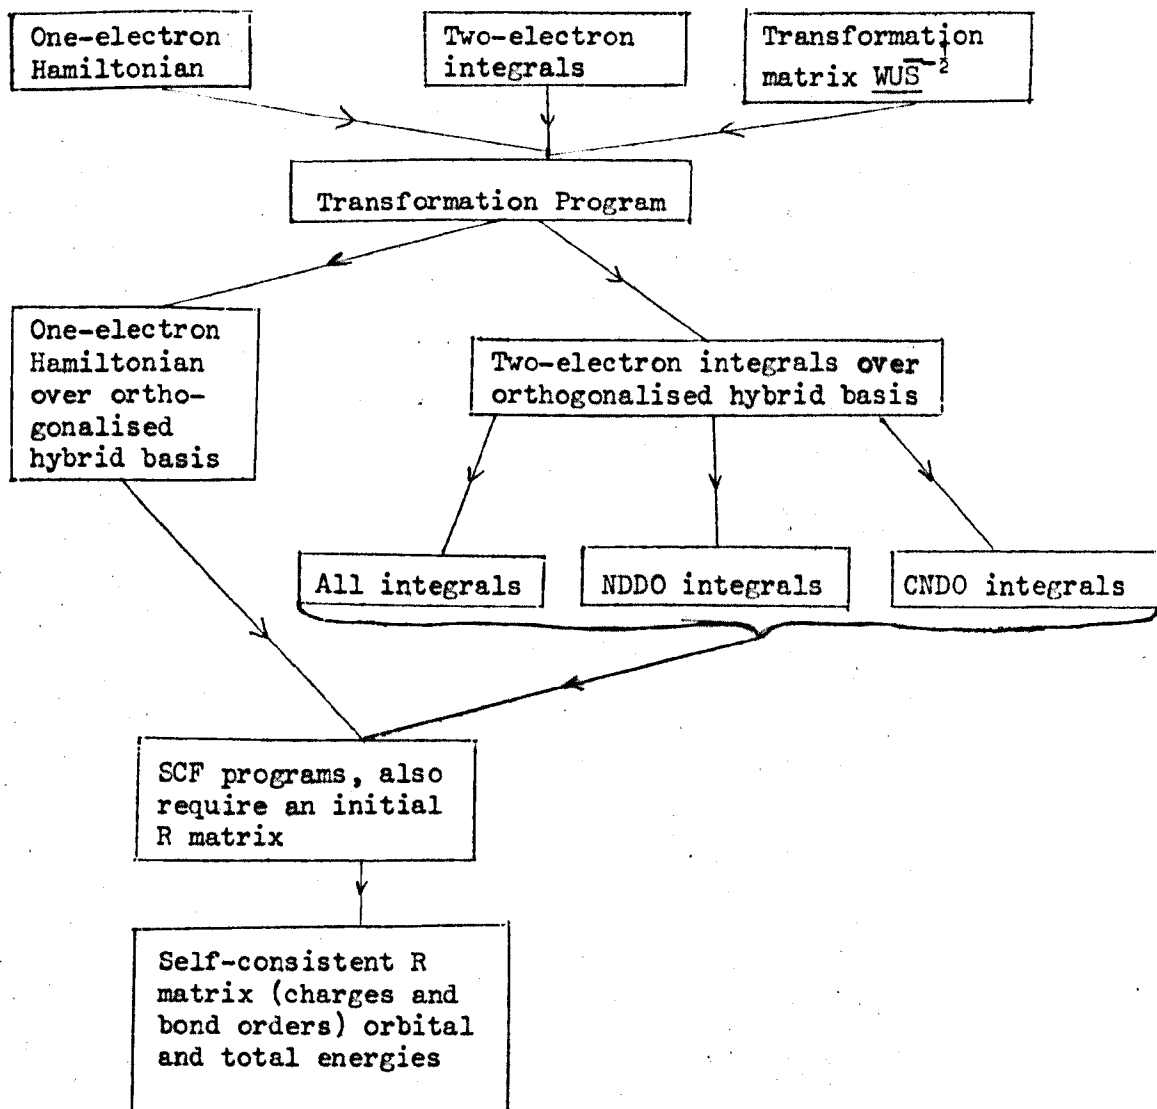 One-electron
Hamiltonian
Two-electron
integrals
Transformation
matrix WUS^-½
Transformation Program
One-electron
Hamiltonian
over ortho-
gonalised
hybrid basis
Two-electron integrals over
orthogonalised hybrid basis
All integrals
NDDO integrals
CNDO integrals
SCF programs, also
require an initial
R matrix
Self-consistent R
matrix (charges and
bond orders) orbital
and total energies